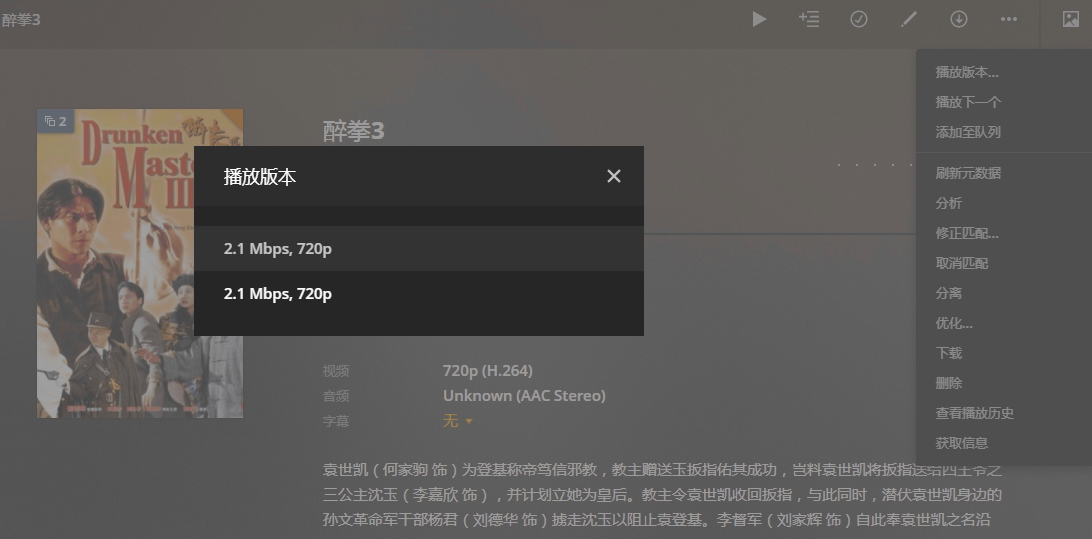 醉拳3
播放版本...
播放下一个
添加至队列
刷新元数据
分析
修正匹配...
取消匹配
分离
优化...
下载
删除
查看播放历史
获取信息
2
Drunken
Master
III
醉拳3
播放版本
2.1 Mbps, 720p
2.1 Mbps, 720p
视频 720p (H.264)
音频 Unknown (AAC Stereo)
字幕 无
袁世凯（何家驹 饰）为登基称帝笃信邪教，教主赠送玉扳指佑其成功，岂料袁世凯将扳指送给四王爷之
三公主沈玉（李嘉欣 饰），并计划立她为皇后。教主令袁世凯收回扳指，与此同时，潜伏袁世凯身边的
孙文革命军干部杨君（刘德华 饰）掳走沈玉以阻止袁登基。李督军（刘家辉 饰）自此奉袁世凯之名沿